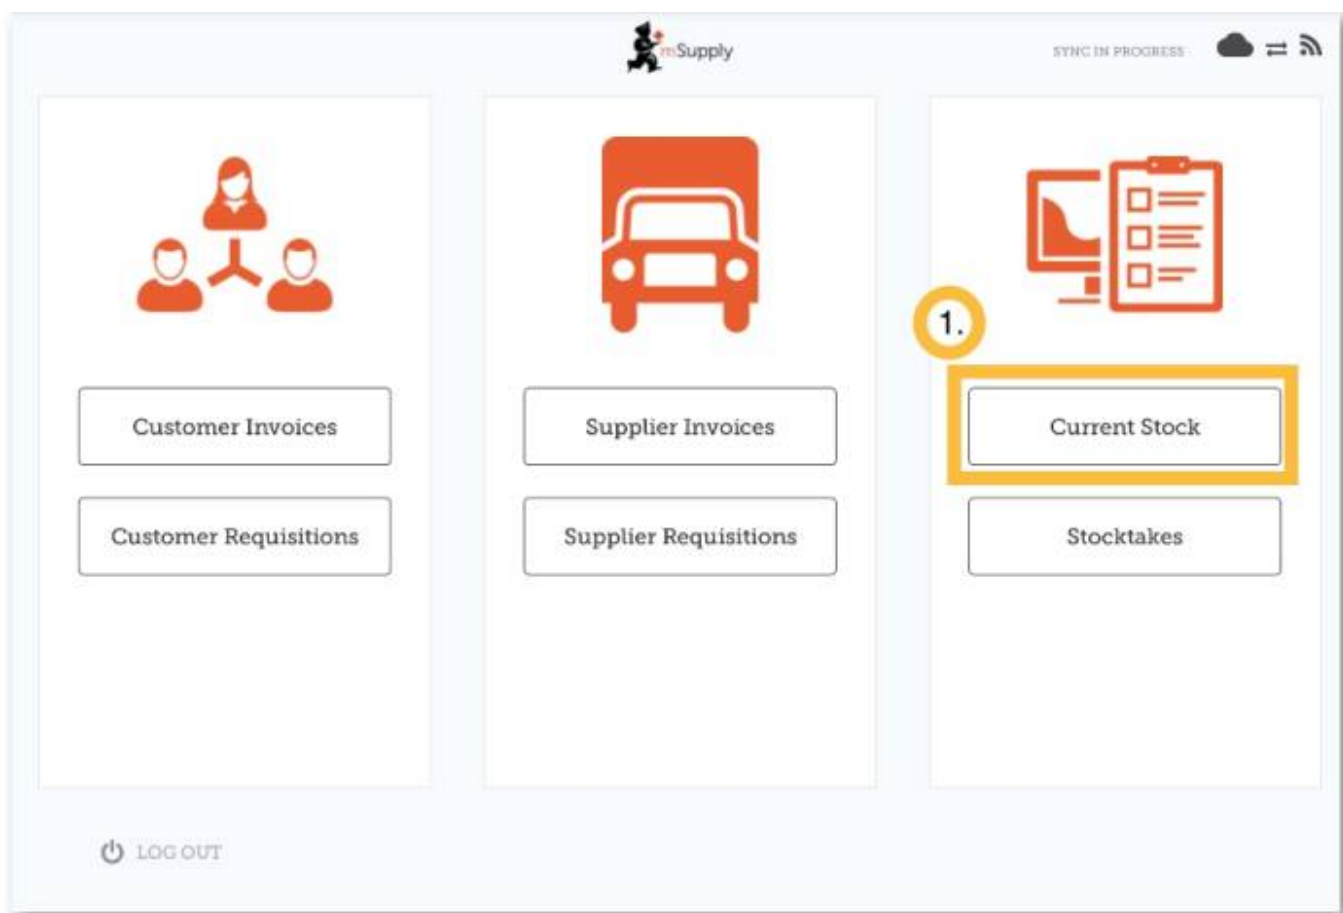 mSupply
SYNC IN PROGRESS
1.
Customer Invoices
Supplier Invoices
Current Stock
Customer Requisitions
Supplier Requisitions
Stocktakes
LOG OUT